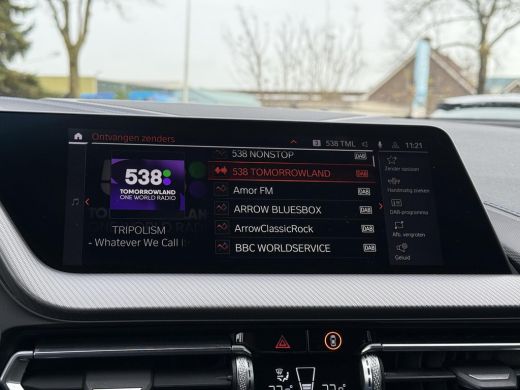 Ontvangen zenders
538 TML
11:21
538 NONSTOP DAB
538 TOMORROWLAND DAB
Amor FM DAB
ARROW BLUESBOX DAB
ArrowClassicRock DAB
BBC WORLDSERVICE DAB
538
TOMORROWLAND
ONE WORLD RADIO
TRIPOLISM
- Whatever We Call I
Zender opslaan
Handmatig zoeken
DAB-programma
Afb. vergroten
Geluid